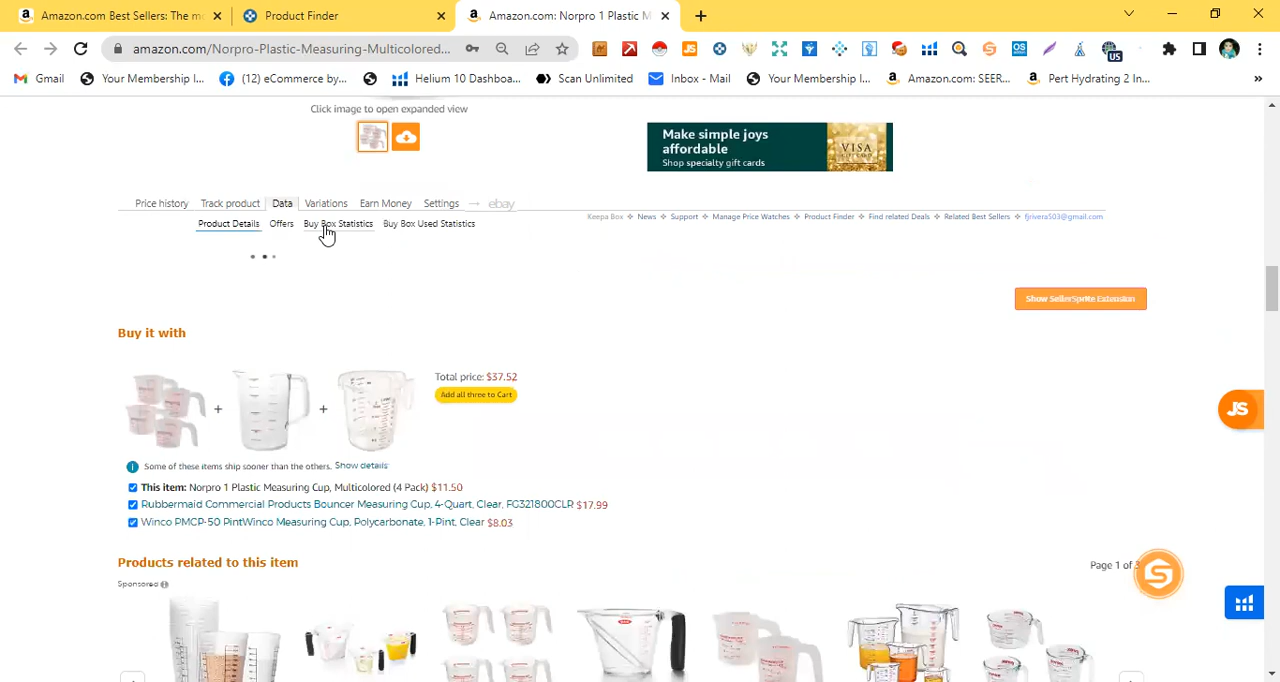 Amazon.com Best Sellers: The mo
Product Finder
Amazon.com: Norpro 1 Plastic M
amazon.com/Norpro-Plastic-Measuring-Multicolored...
Gmail
Your Membership I...
(12) eCommerce by...
Helium 10 Dashboa...
Scan Unlimited
Inbox - Mail
Your Membership I...
Amazon.com: SEER...
Pert Hydrating 2 In...
Click image to open expanded view
Make simple joys
affordable
Shop specialty gift cards
VISA
Price history
Track product
Data
Variations
Earn Money
Settings
ebay
Product Details
Offers
Buy Box Statistics
Buy Box Used Statistics
Keepa Box
News
Support
Manage Price Watches
Product Finder
Find related Deals
Related Best Sellers
fjrivera503@gmail.com
Show SellerSprite Extension
Buy it with
Total price: $37.52
Add all three to Cart
Some of these items ship sooner than the others. Show details
This item: Norpro 1 Plastic Measuring Cup, Multicolored (4 Pack) $11.50
Rubbermaid Commercial Products Bouncer Measuring Cup, 4-Quart, Clear, FG321800CLR $17.99
Winco PMCP-50 PintWinco Measuring Cup, Polycarbonate, 1-Pint, Clear $8.03
Products related to this item
Page 1 of 3
Sponsored
JS